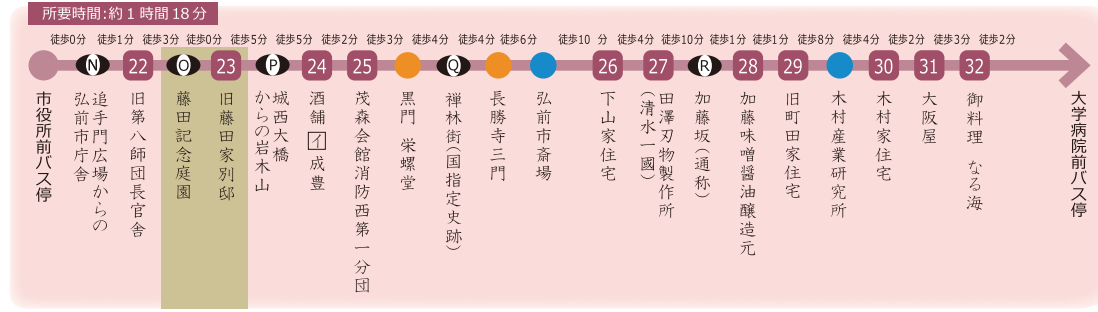 所要時間:約1時間18分
徒歩0分 徒歩1分 徒歩3分 徒歩0分 徒歩5分 徒歩5分 徒歩2分 徒歩3分 徒歩4分 徒歩4分 徒歩6分 徒歩10 分 徒歩4分 徒歩10分 徒歩1分 徒歩1分 徒歩8分 徒歩4分 徒歩2分 徒歩3分 徒歩2分
N 22 O 23 P 24 25 Q 26 27 R 28 29 30 31 32
市役所前バス停
追手門広場からの
弘前市庁舎
旧第八師団長官舎
藤田記念庭園
旧藤田家別邸
城西大橋
からの岩木山
酒舗 イ 成豊
茂森会館消防西第一分団
黒門 栄螺堂
禅林街(国指定史跡)
長勝寺三門
弘前市斎場
下山家住宅
田澤刃物製作所
(清水一國)
加藤坂(通称)
加藤味噌醤油醸造元
旧町田家住宅
木村産業研究所
木村家住宅
大阪屋
御料理 なる海
大学病院前バス停